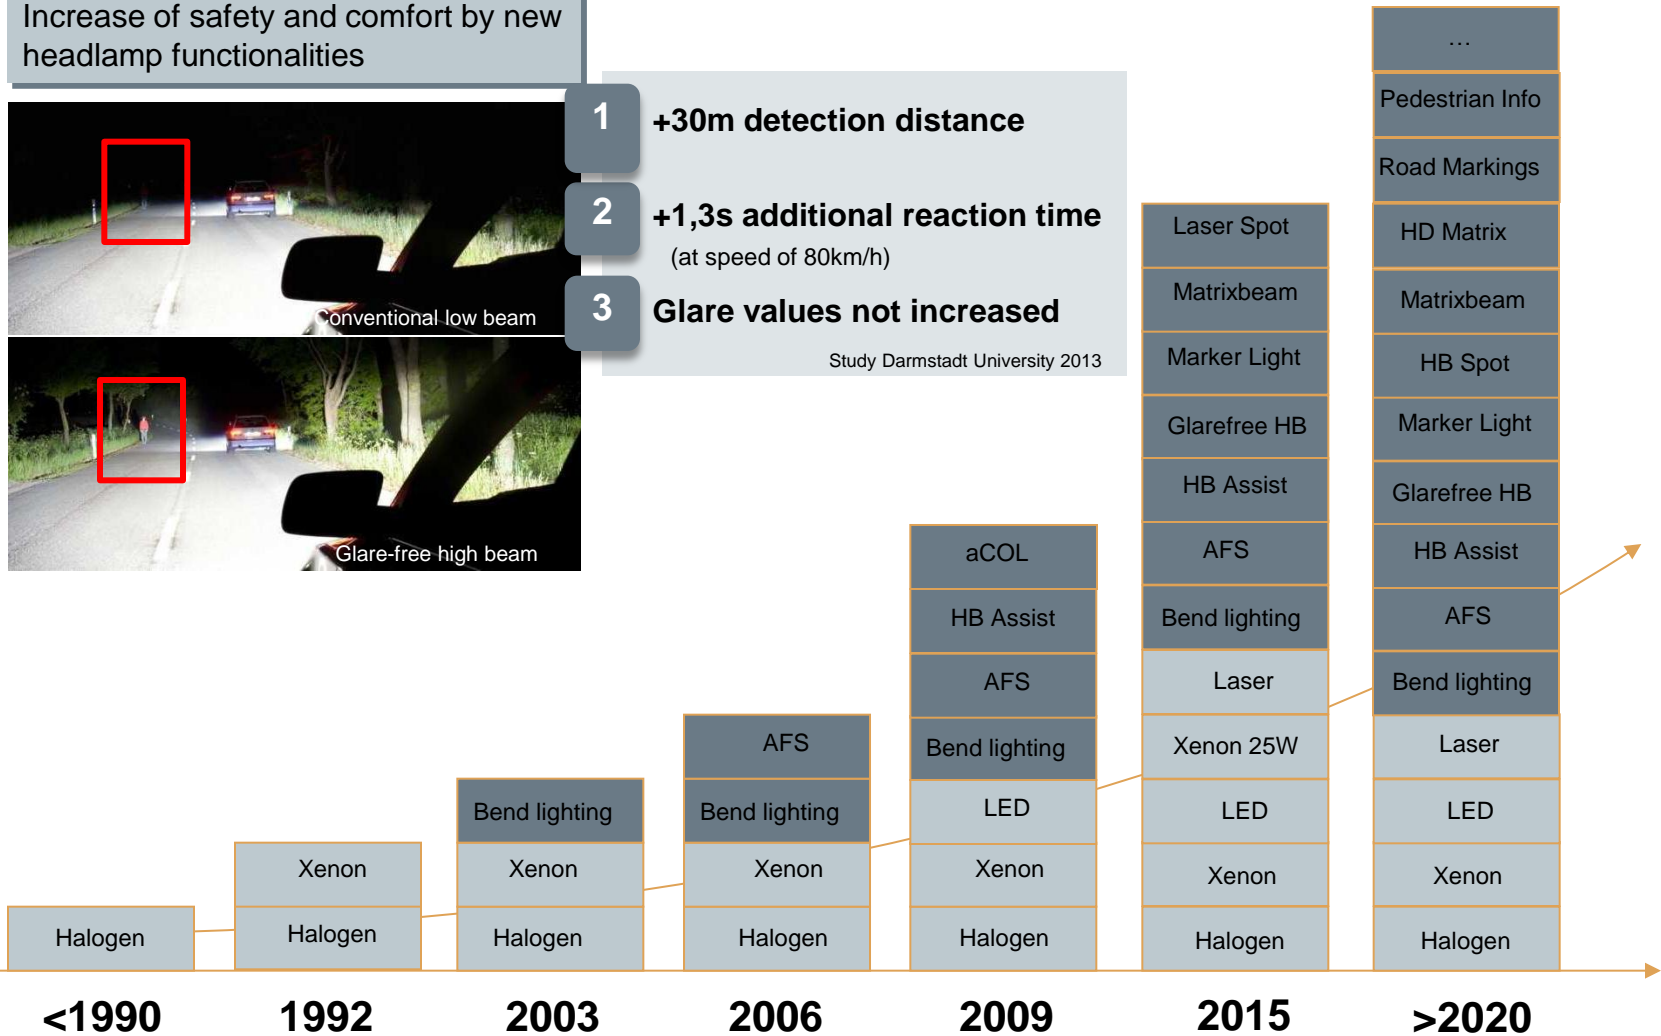 Increase of safety and comfort by new
headlamp functionalities
Conventional low beam
Glare-free high beam
1
+30m detection distance
2
+1,3s additional reaction time
(at speed of 80km/h)
3
Glare values not increased
Study Darmstadt University 2013
Halogen
<1990
Xenon
Halogen
1992
Bend lighting
Xenon
Halogen
2003
AFS
Bend lighting
Xenon
Halogen
2006
aCOL
HB Assist
AFS
Bend lighting
LED
Xenon
Halogen
2009
Laser Spot
Matrixbeam
Marker Light
Glarefree HB
HB Assist
AFS
Bend lighting
Laser
Xenon 25W
LED
Xenon
Halogen
2015
…
Pedestrian Info
Road Markings
HD Matrix
Matrixbeam
HB Spot
Marker Light
Glarefree HB
HB Assist
AFS
Bend lighting
Laser
LED
Xenon
Halogen
>2020